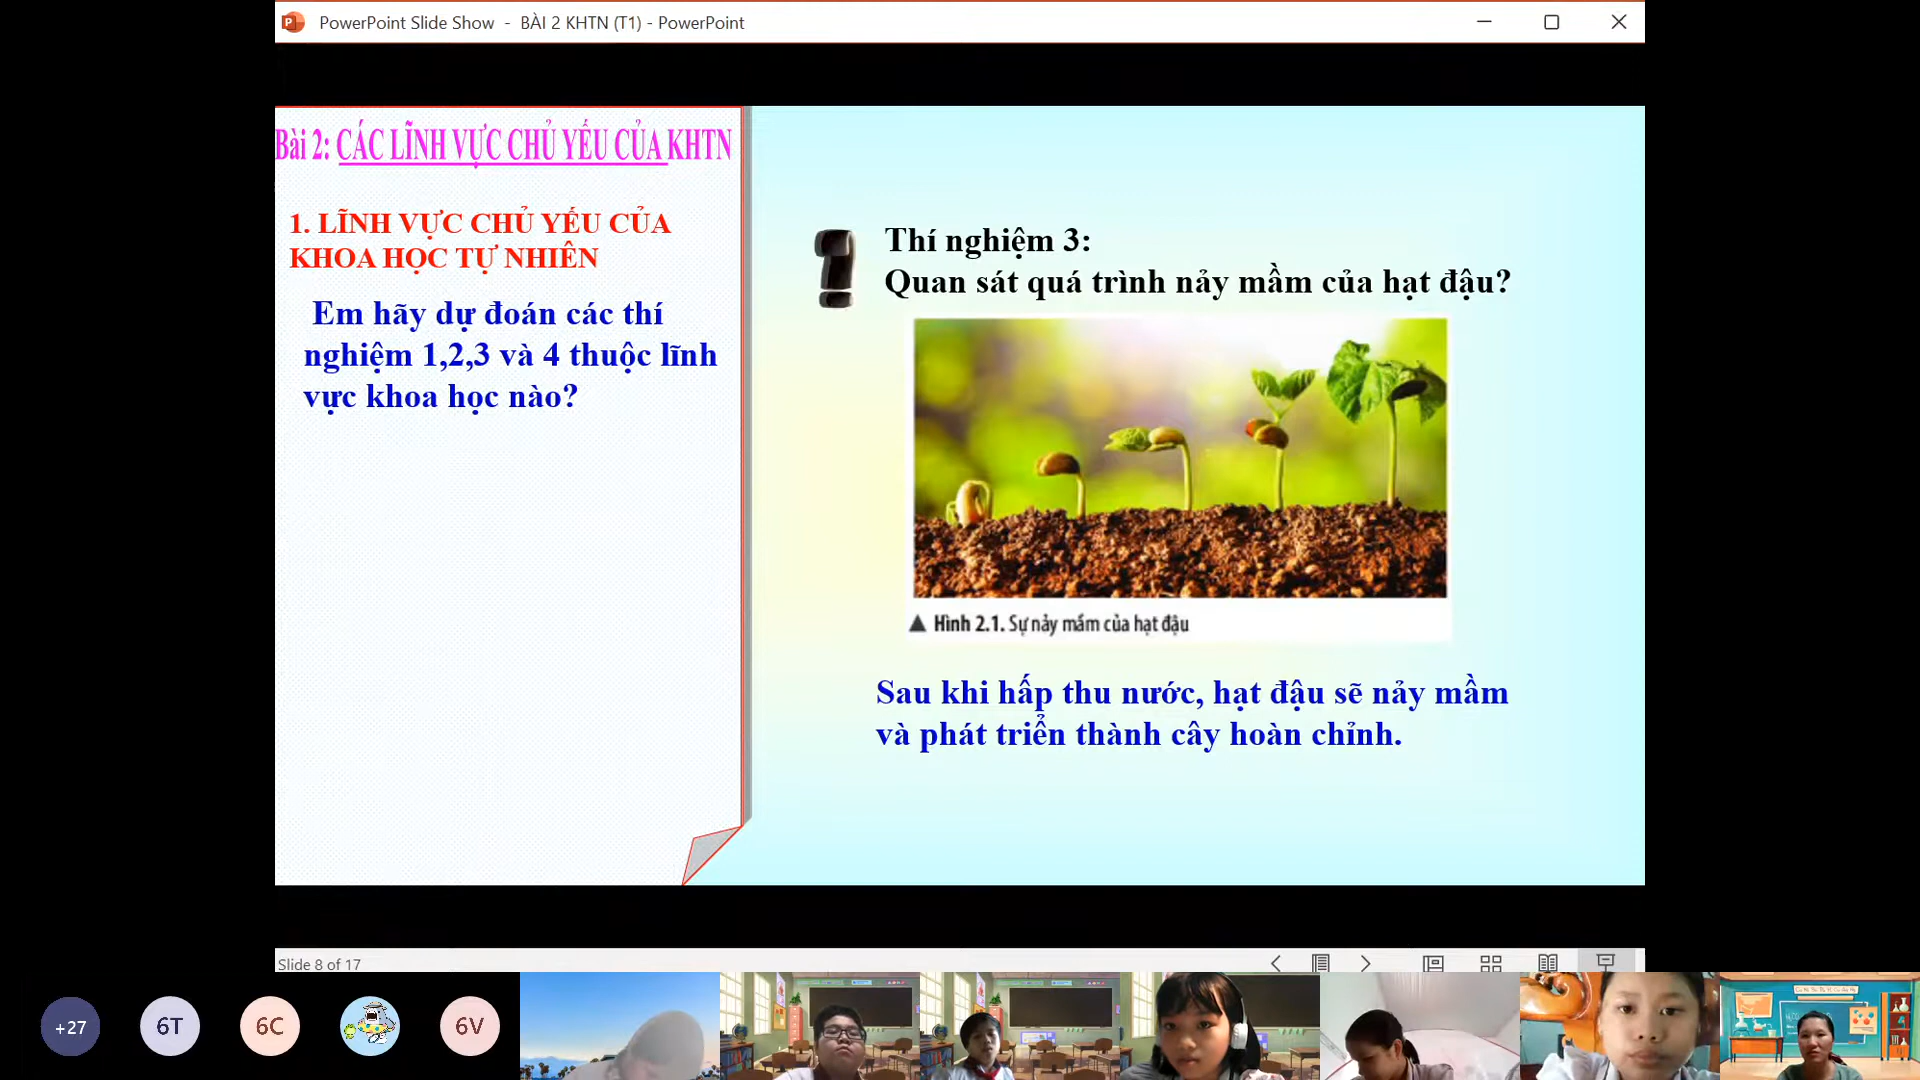 PowerPoint Slide Show - BÀI 2 KHTN (T1) - PowerPoint
Bài 2: CÁC LĨNH VỰC CHỦ YẾU CỦA KHTN
1. LĨNH VỰC CHỦ YẾU CỦA
KHOA HỌC TỰ NHIÊN
Em hãy dự đoán các thí
nghiệm 1,2,3 và 4 thuộc lĩnh
vực khoa học nào?
Thí nghiệm 3:
Quan sát quá trình nảy mầm của hạt đậu?
▲ Hình 2.1. Sự nảy mầm của hạt đậu
Sau khi hấp thu nước, hạt đậu sẽ nảy mầm
và phát triển thành cây hoàn chỉnh.
Slide 8 of 17
+27
6T
6C
6V